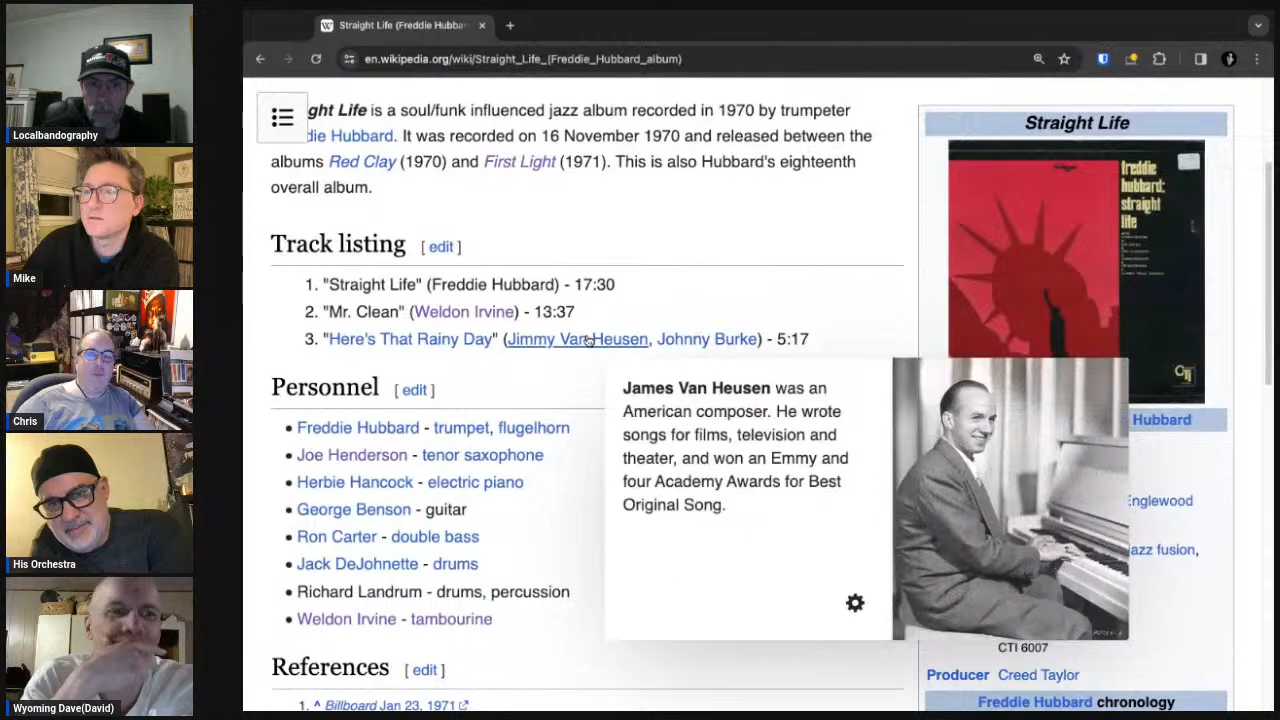 Straight Life (Freddie Hubbar
en.wikipedia.org/wiki/Straight_Life_(Freddie_Hubbard_album)
ght Life is a soul/funk influenced jazz album recorded in 1970 by trumpeter
die Hubbard. It was recorded on 16 November 1970 and released between the
albums Red Clay (1970) and First Light (1971). This is also Hubbard's eighteenth
overall album.
Track listing [ edit ]
1. "Straight Life" (Freddie Hubbard) - 17:30
2. "Mr. Clean" (Weldon Irvine) - 13:37
3. "Here's That Rainy Day" (Jimmy Van Heusen, Johnny Burke) - 5:17
Personnel [ edit ]
• Freddie Hubbard - trumpet, flugelhorn
• Joe Henderson - tenor saxophone
• Herbie Hancock - electric piano
• George Benson - guitar
• Ron Carter - double bass
• Jack DeJohnette - drums
• Richard Landrum - drums, percussion
• Weldon Irvine - tambourine
References [ edit ]
1. ^ Billboard Jan 23, 1971
James Van Heusen was an
American composer. He wrote
songs for films, television and
theater, and won an Emmy and
four Academy Awards for Best
Original Song.
Straight Life
freddie
hubbard:
straight
life
CTI
Hubbard
Englewood
azz fusion,
CTI 6007
Producer Creed Taylor
Freddie Hubbard chronology
Localbandography
Mike
Chris
His Orchestra
Wyoming Dave(David)